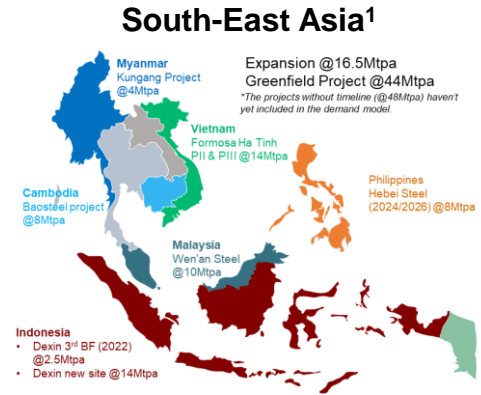 South-East Asia1
Myanmar
Kungang Project
@4Mtpa
Expansion @16.5Mtpa
Greenfield Project @44Mtpa
*The projects without timeline (@48Mtpa) haven't
yet included in the demand model.
Vietnam
Formosa Ha Tinh
PII & PIII @14Mtpa
Cambodia
Baosteel project
@8Mtpa
Philippines
Hebei Steel
(2024/2026) @8Mtpa
Malaysia
Wen'an Steel
@10Mtpa
Indonesia
• Dexin 3rd BF (2022)
@2.5Mtpa
• Dexin new site @14Mtpa